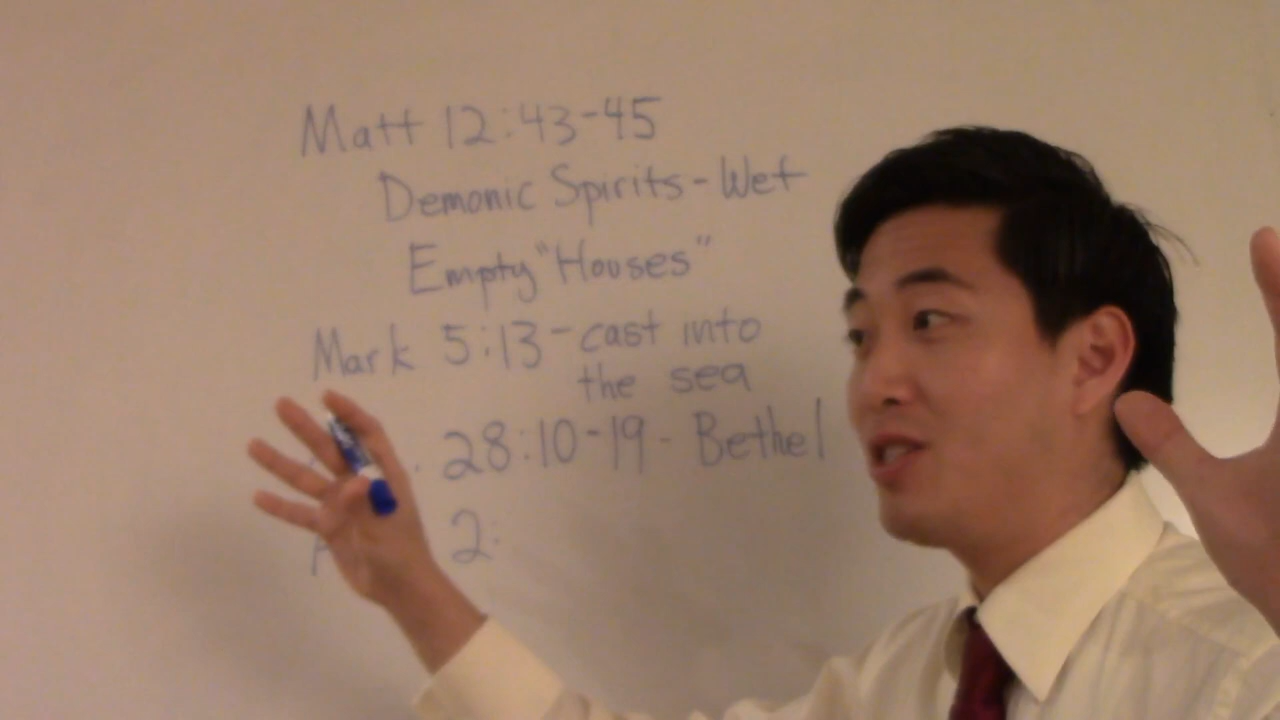 Matt 12:43-45
Demonic Spirits - Wet
Empty "Houses"
Mark 5:13 - cast into
the sea
28:10-19 - Bethel
2: